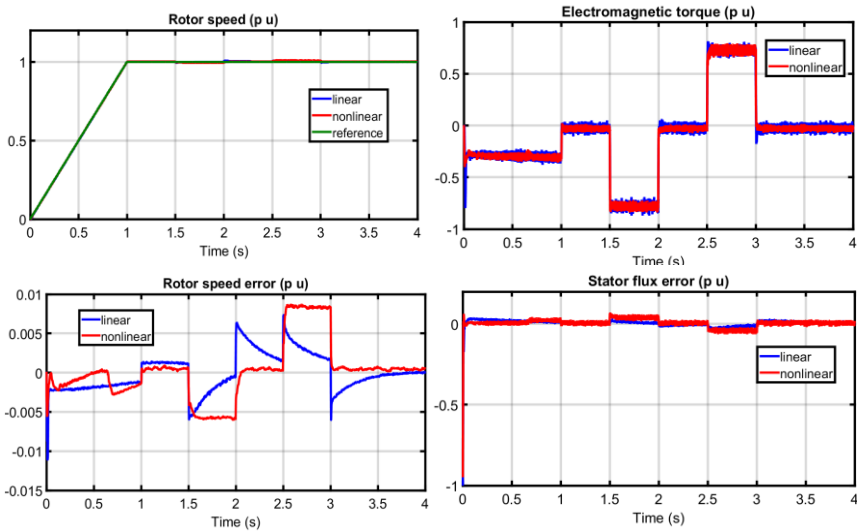 Rotor speed (p u)
1
0.5
0
linear
nonlinear
reference
0 0.5 1 1.5 2 2.5 3 3.5 4
Time (s)
Electromagnetic torque (p u)
1
0.5
0
-0.5
-1
linear
nonlinear
0 0.5 1 1.5 2 2.5 3 3.5 4
Time (s)
Rotor speed error (p u)
0.01
0.005
0
-0.005
-0.01
-0.015
linear
nonlinear
0 0.5 1 1.5 2 2.5 3 3.5 4
Time (s)
Stator flux error (p u)
0
-0.5
-1
linear
nonlinear
0 0.5 1 1.5 2 2.5 3 3.5 4
Time (s)